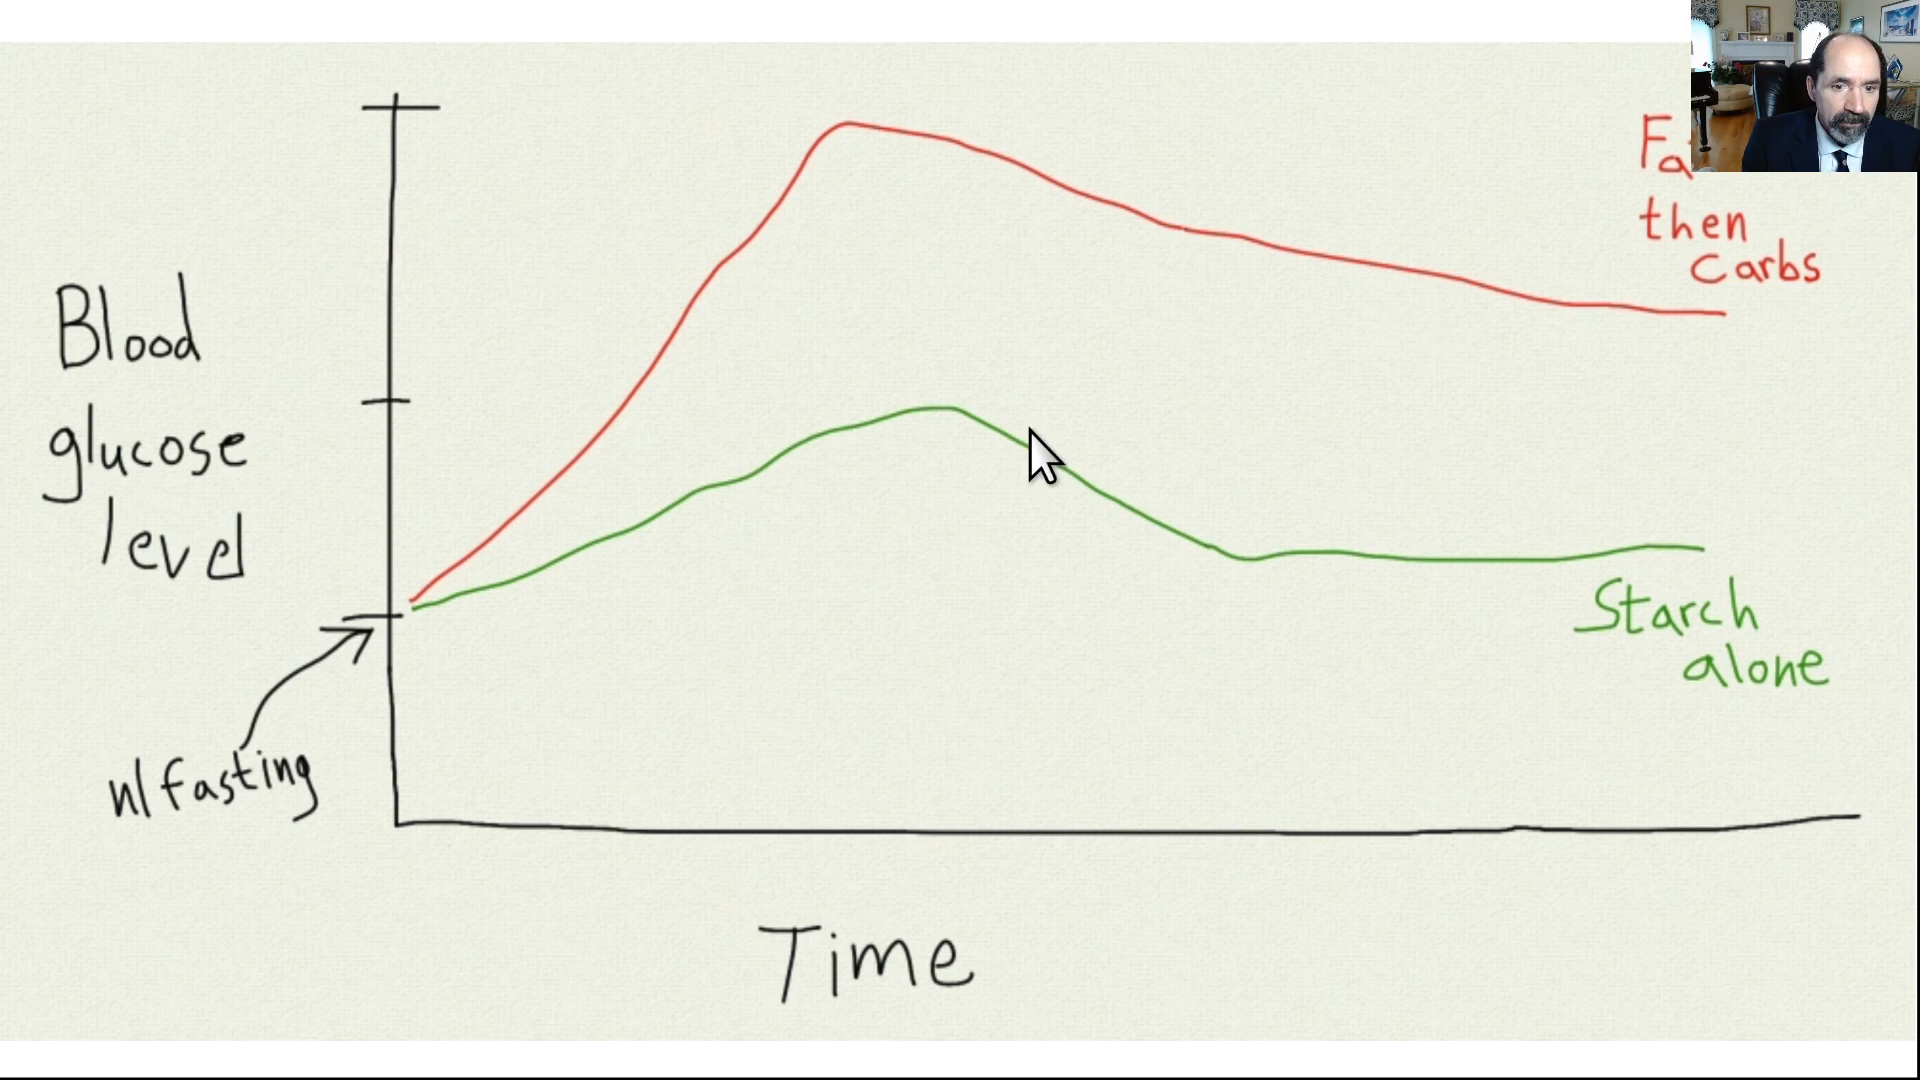 Blood
glucose
level
nl fasting
Time
then
Carbs
Starch
alone